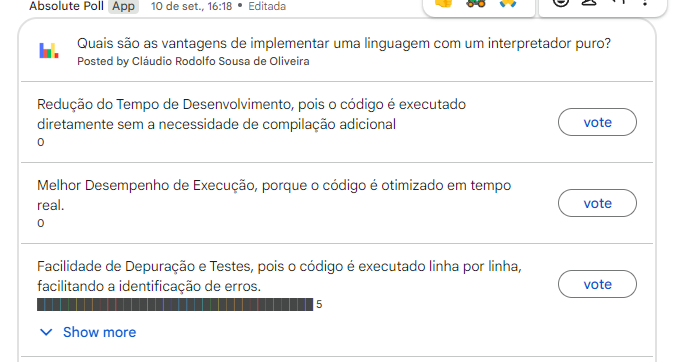 Absolute Poll App 10 de set., 16:18 • Editada
Quais são as vantagens de implementar uma linguagem com um interpretador puro?
Posted by Cláudio Rodolfo Sousa de Oliveira
Redução do Tempo de Desenvolvimento, pois o código é executado
diretamente sem a necessidade de compilação adicional
vote
0
Melhor Desempenho de Execução, porque o código é otimizado em tempo
real.
vote
0
Facilidade de Depuração e Testes, pois o código é executado linha por linha,
facilitando a identificação de erros.
vote
5
Show more